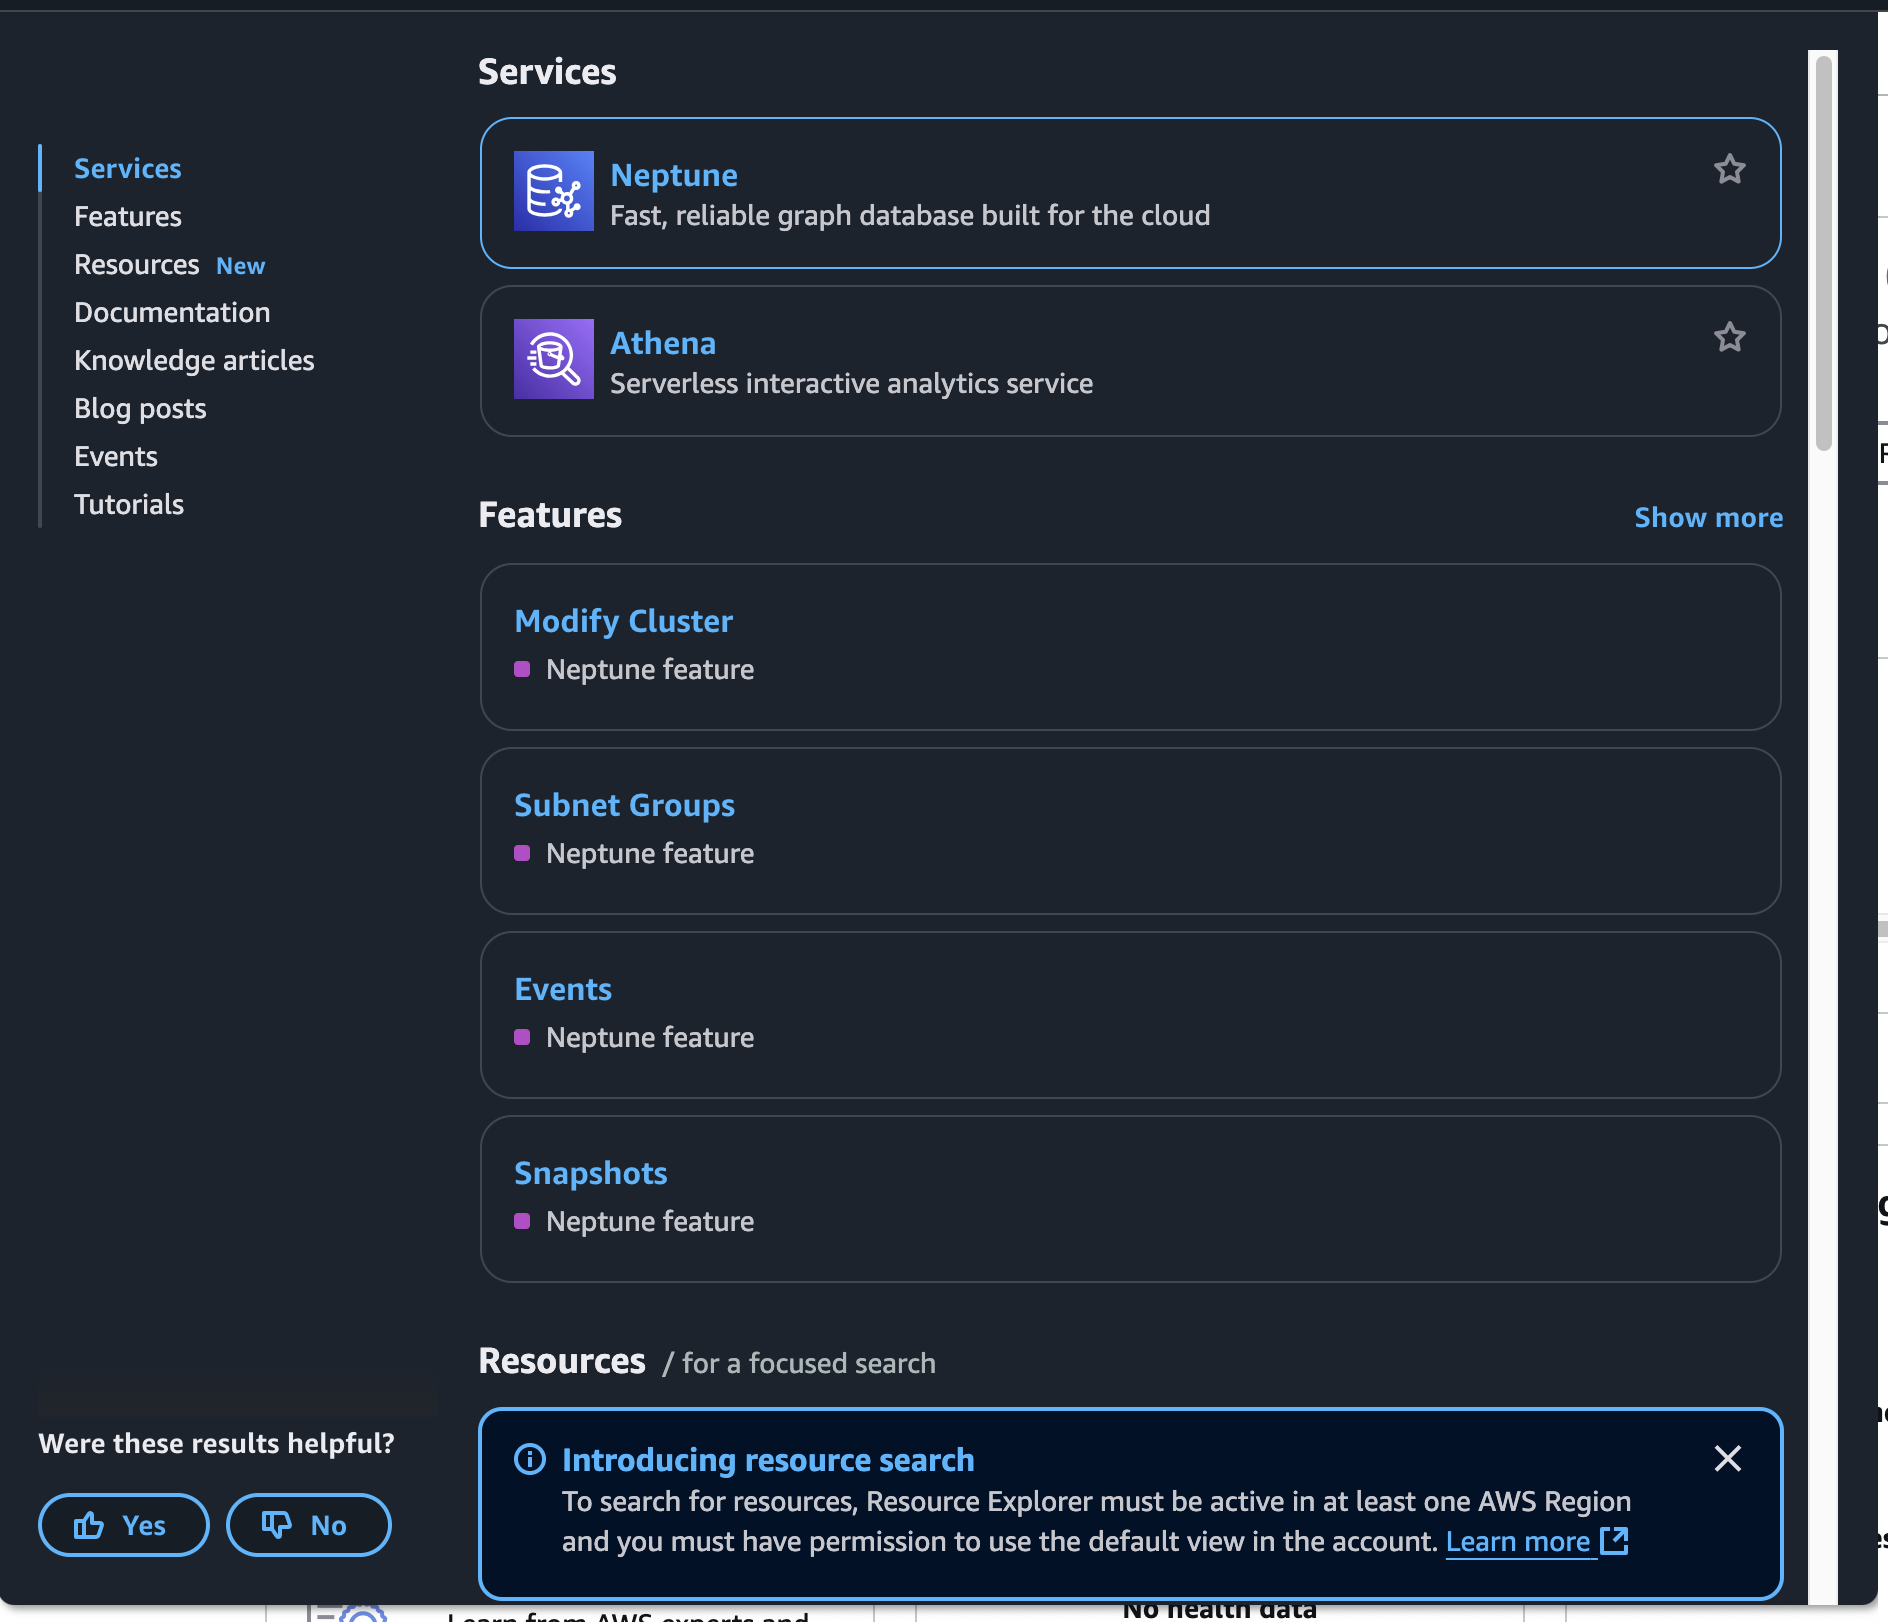 Services
Features
Resources New
Documentation
Knowledge articles
Blog posts
Events
Tutorials
Were these results helpful?
Yes
No
Services
Neptune
Fast, reliable graph database built for the cloud
Athena
Serverless interactive analytics service
Features
Show more
Modify Cluster
Neptune feature
Subnet Groups
Neptune feature
Events
Neptune feature
Snapshots
Neptune feature
Resources / for a focused search
Introducing resource search
To search for resources, Resource Explorer must be active in at least one AWS Region
and you must have permission to use the default view in the account. Learn more
Learn from AWS experts and
No health data